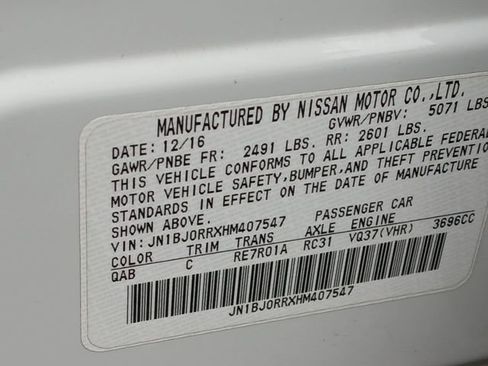 MANUFACTURED BY NISSAN MOTOR CO.,LTD.
DATE: 12/16 GVWR/PNBV: 5071 LBS
GAWR/PNBE FR: 2491 LBS. RR: 2601 LBS.
THIS VEHICLE CONFORMS TO ALL APPLICABLE FEDERAL
MOTOR VEHICLE SAFETY,BUMPER,AND THEFT PREVENTION
STANDARDS IN EFFECT ON THE DATE OF MANUFACTURE
SHOWN ABOVE.
VIN: JN1BJ0RRXHM407547 PASSENGER CAR
COLOR TRIM TRANS AXLE ENGINE
QAB C RE7R01A RC31 VQ37(VHR) 3696CC
JN1BJ0RRXHM407547